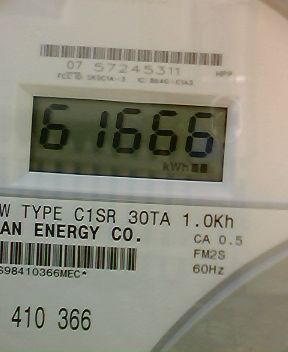 07 57245311 HPP
61666
kWh
W TYPE C1SR 30TA 1.0Kh
AN ENERGY CO. CA 0.5
FM2S
S98410366MEC* 60Hz
410 366